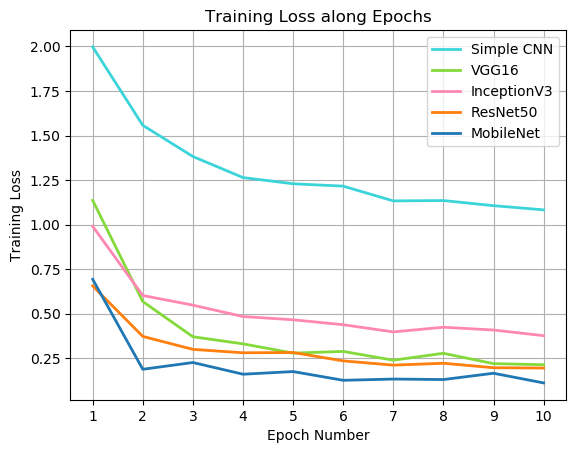 Training Loss along Epochs
Training Loss
2.00
1.75
1.50
1.25
1.00
0.75
0.50
0.25
Simple CNN
VGG16
InceptionV3
ResNet50
MobileNet
1 2 3 4 5 6 7 8 9 10
Epoch Number